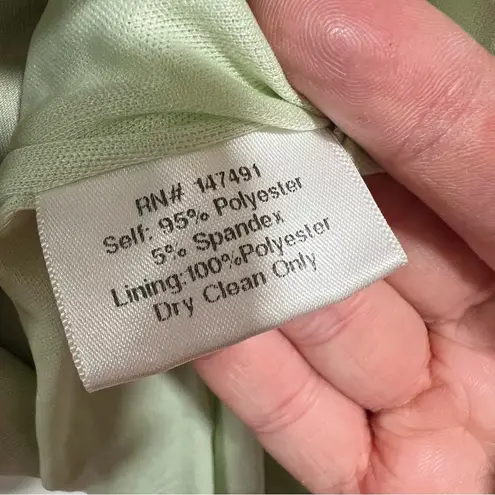 RN# 147491
Self: 95% Polyester
5% Spandex
Lining:100%Polyester
Dry Clean Only